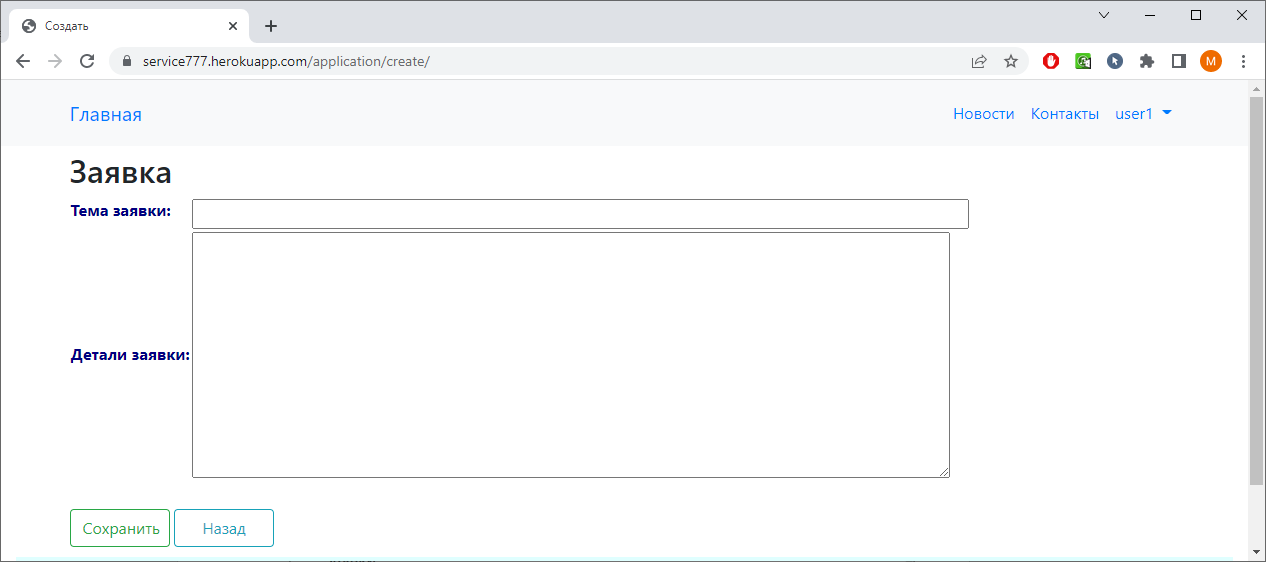 Создать
service777.herokuapp.com/application/create/
M
Главная
Новости Контакты user1
Заявка
Тема заявки:
Детали заявки:
Сохранить Назад